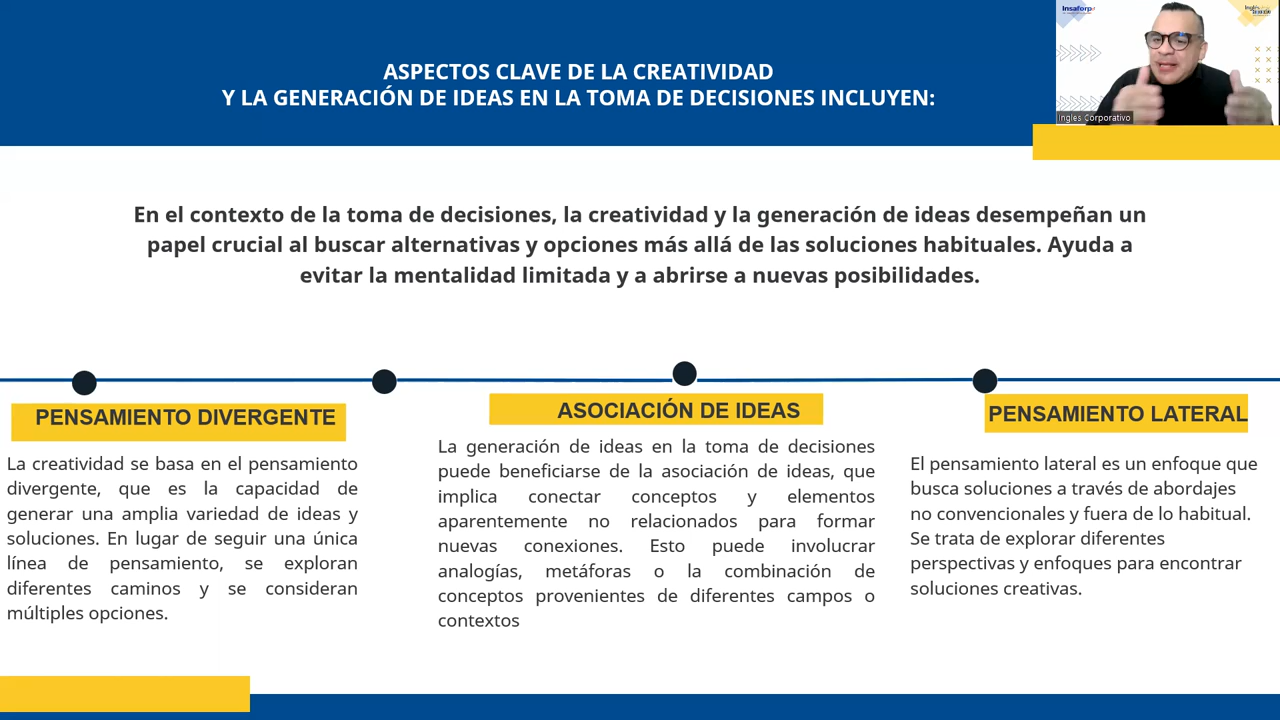 ASPECTOS CLAVE DE LA CREATIVIDAD
Y LA GENERACIÓN DE IDEAS EN LA TOMA DE DECISIONES INCLUYEN:
Insaforp
Ingles Corporativo
En el contexto de la toma de decisiones, la creatividad y la generación de ideas desempeñan un
papel crucial al buscar alternativas y opciones más allá de las soluciones habituales. Ayuda a
evitar la mentalidad limitada y a abrirse a nuevas posibilidades.
PENSAMIENTO DIVERGENTE
La creatividad se basa en el pensamiento
divergente, que es la capacidad de
generar una amplia variedad de ideas y
soluciones. En lugar de seguir una única
línea de pensamiento, se exploran
diferentes caminos y se consideran
múltiples opciones.
ASOCIACIÓN DE IDEAS
La generación de ideas en la toma de decisiones
puede beneficiarse de la asociación de ideas, que
implica conectar conceptos y elementos
aparentemente no relacionados para formar
nuevas conexiones. Esto puede involucrar
analogías, metáforas o la combinación de
conceptos provenientes de diferentes campos o
contextos
PENSAMIENTO LATERAL
El pensamiento lateral es un enfoque que
busca soluciones a través de abordajes
no convencionales y fuera de lo habitual.
Se trata de explorar diferentes
perspectivas y enfoques para encontrar
soluciones creativas.